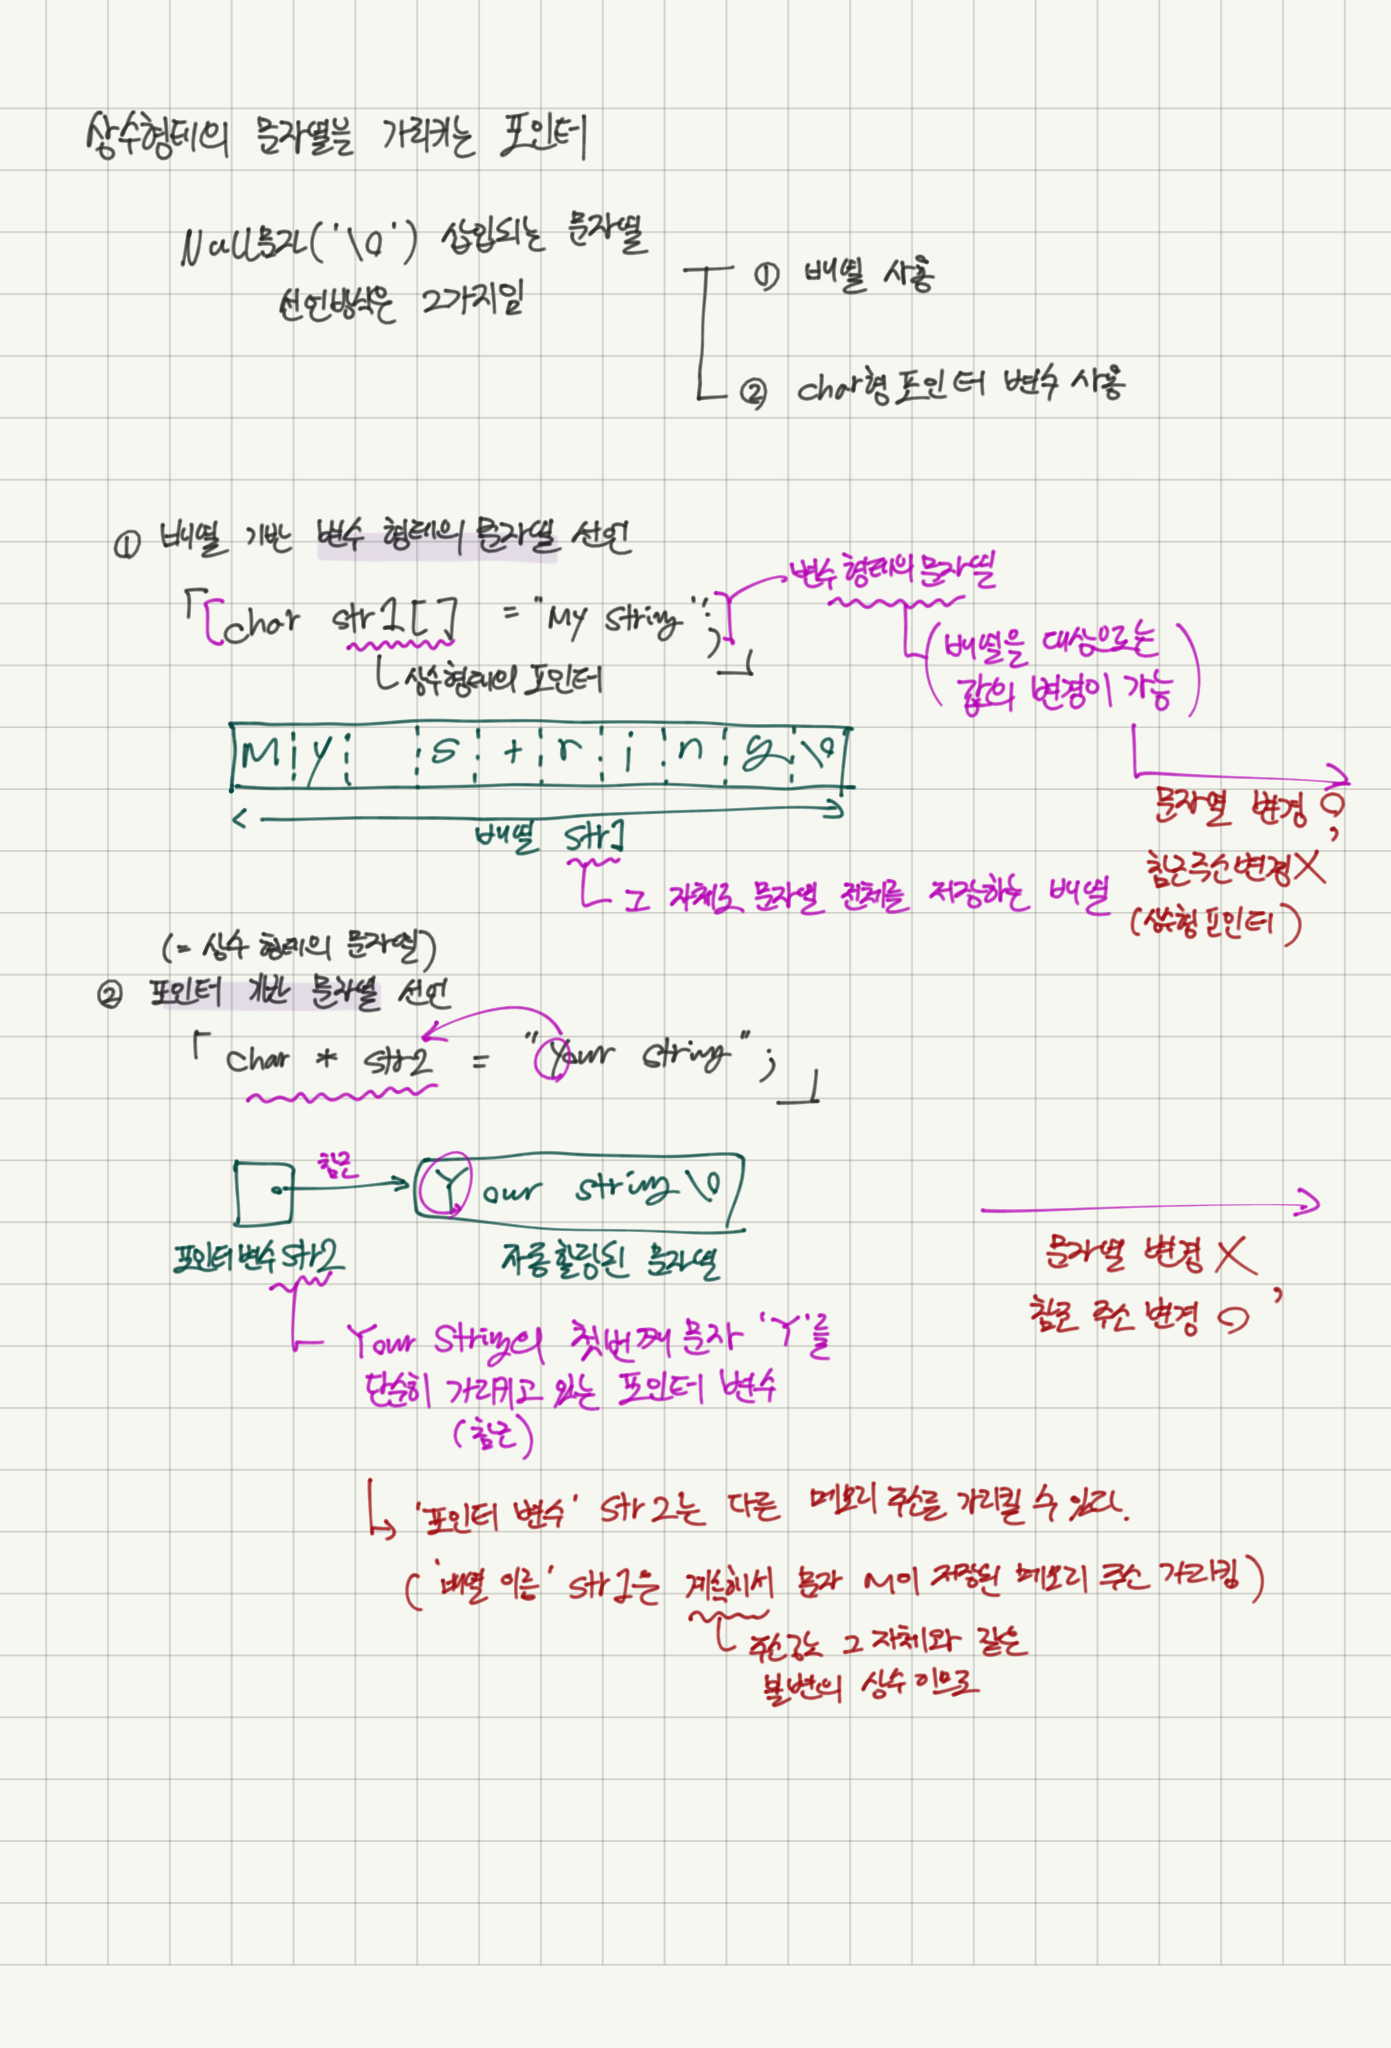 상수형태의 문자열을 가리키는 포인터
Null문자('\0') 삽입되는 문자열
선언방식은 2가지임
① 배열 사용
② char형 포인터 변수 사용
① 배열 기반 변수 형태의 문자열 선언
「char str1[] = "My string";」
변수 형태의 문자열
(배열을 대상으로는
값의 변경이 가능)
상수형태의 포인터
My string\0
배열 str1
문자열 변경 O,
참조주소변경 X
(상수형 포인터)
그 자체로 문자열 전체를 저장하는 배열
(= 상수 형태의 문자열)
② 포인터 기반 문자열 선언
「char * str2 = "Your string";」
참조
Your string\0
포인터 변수 str2
자동할당된 문자열
문자열 변경 X,
참조 주소 변경 O
Your String의 첫번째 문자 'Y'를
단순히 가리키고 있는 포인터 변수
(참조)
'포인터 변수' str2는 다른 메모리 주소를 가리킬 수 있다.
('배열 이름' str1은 계속해서 문자 M이 저장된 메모리 주소 가리킴)
주소값은 그 자체와 같은
불변의 상수이므로